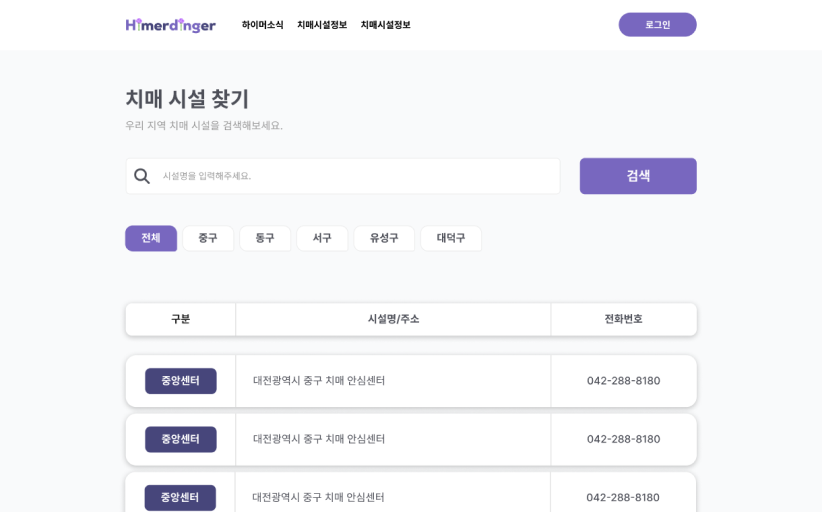 Himerdinger 하이머소식 치매시설정보 치매시설정보 로그인
치매 시설 찾기
우리 지역 치매 시설을 검색해보세요.
시설명을 입력해주세요. 검색
전체 중구 동구 서구 유성구 대덕구
구분 시설명/주소 전화번호
중앙센터 대전광역시 중구 치매 안심센터 042-288-8180
중앙센터 대전광역시 중구 치매 안심센터 042-288-8180
중앙센터 대전광역시 중구 치매 안심센터 042-288-8180